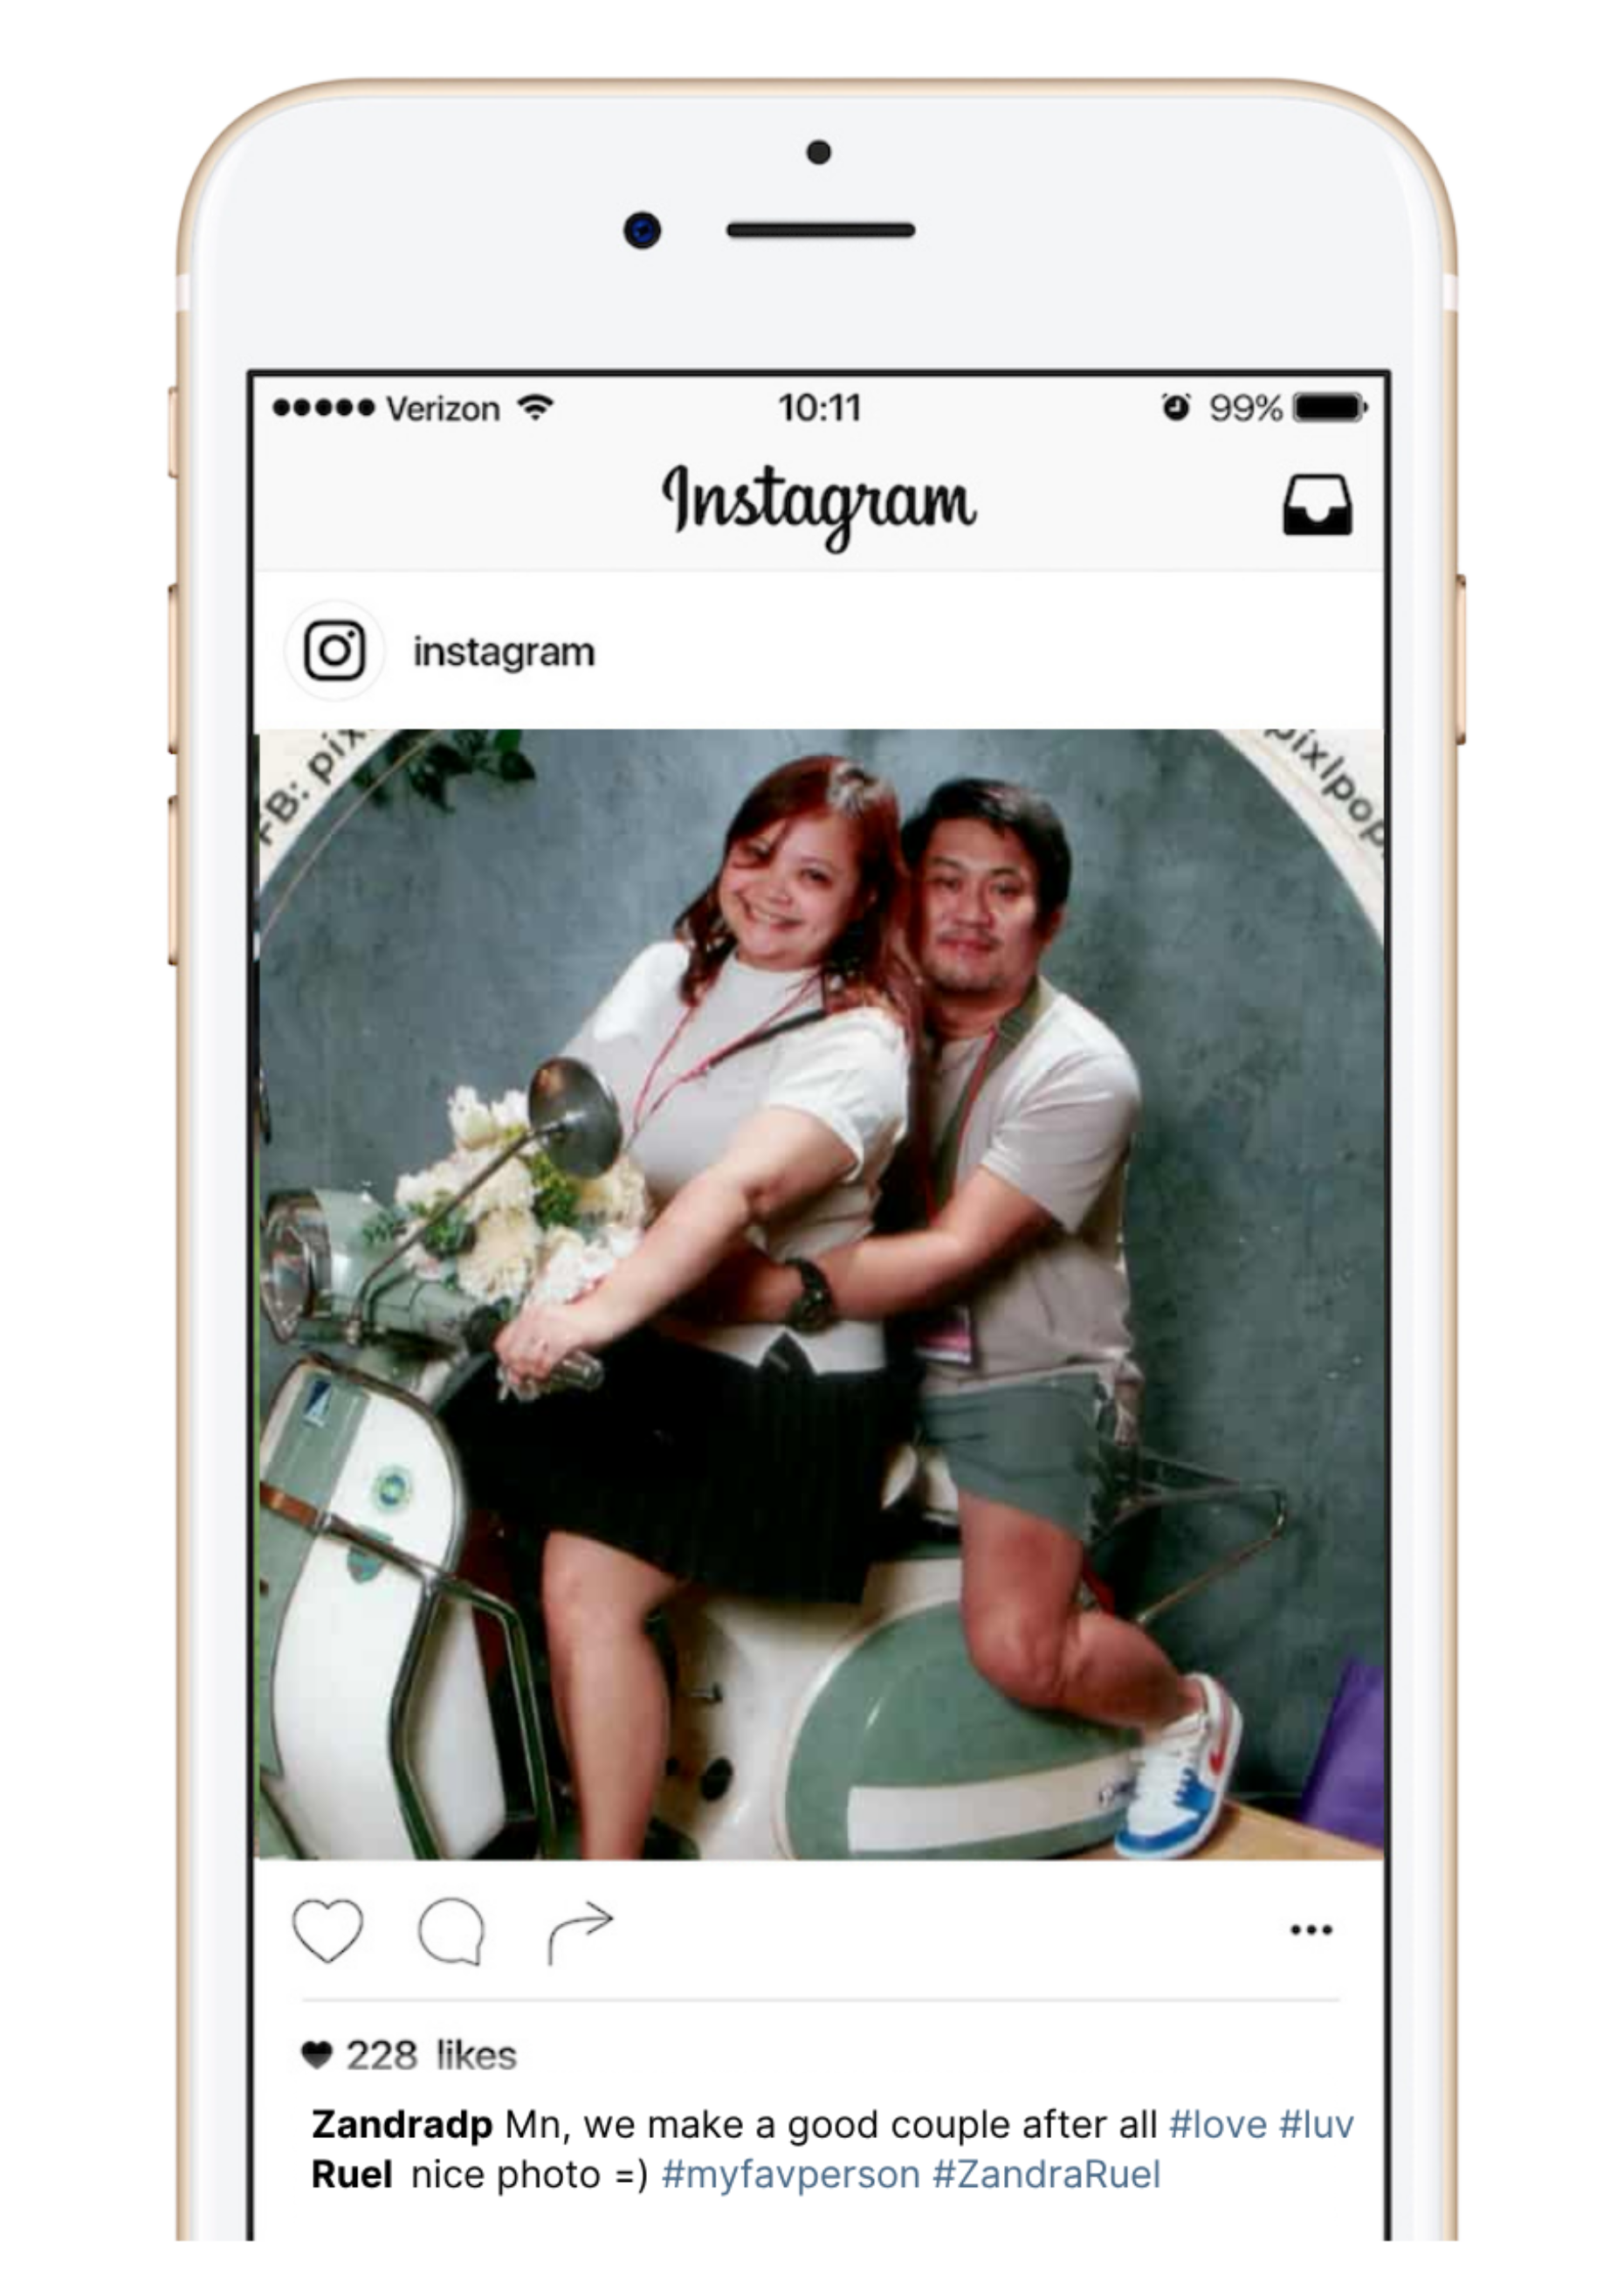 Verizon 10:11 99%
Instagram
instagram
FB: pix
pixlpop
228 likes
Zandradp Mn, we make a good couple after all #love #luv
Ruel nice photo =) #myfavperson #ZandraRuel